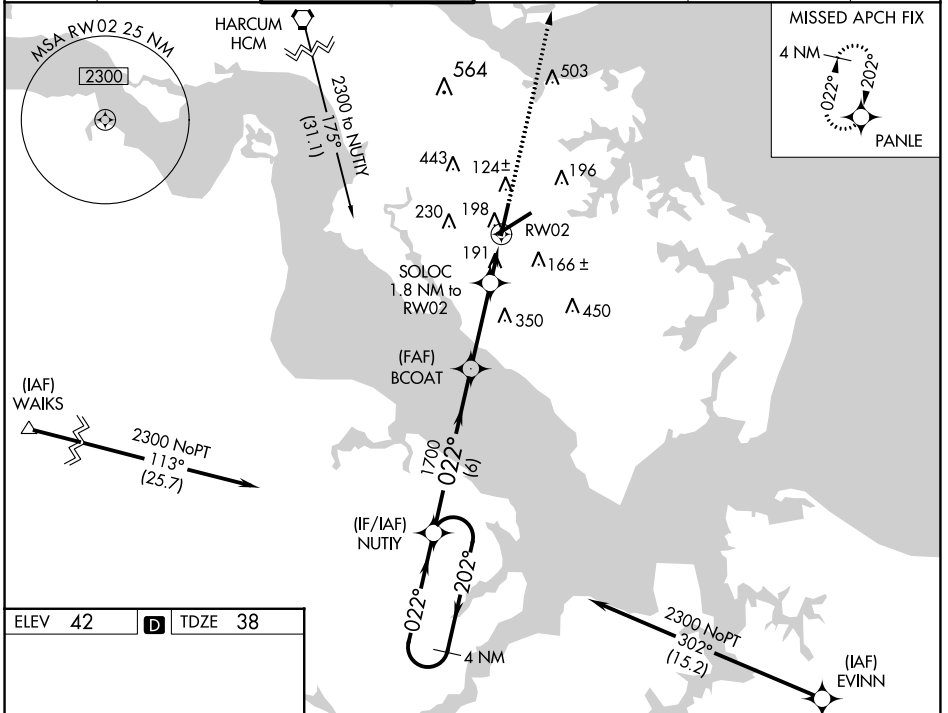 MSA RW02 25 NM
2300
HARCUM
HCM
2300 to NUTIY
175°
(31.1)
564
503
MISSED APCH FIX
4 NM
022°
202°
PANLE
443
124±
196
230
198
RW02
191
166±
SOLOC
1.8 NM to
RW02
350
450
(FAF)
BCOAT
(IAF)
WAIKS
2300 NoPT
113°
(25.7)
1700
022°
(6)
(IF/IAF)
NUTIY
022°
202°
4 NM
2300 NoPT
302°
(15.2)
(IAF)
EVINN
ELEV 42 D TDZE 38